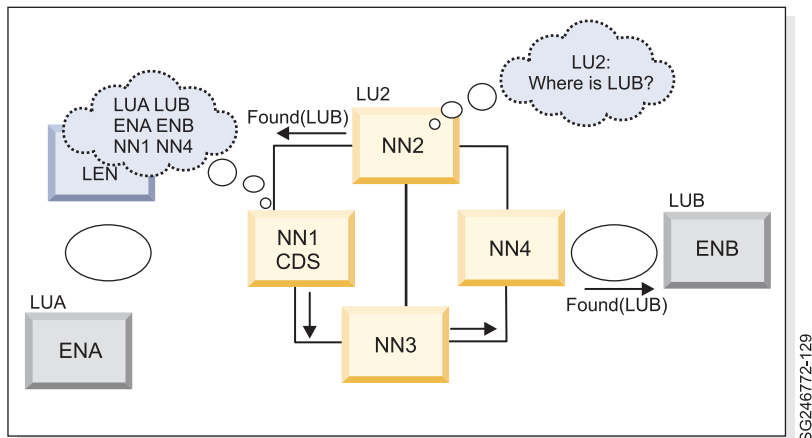 LU2:
Where is LUB?
LUA LUB
ENA ENB
NN1 NN4
LEN
LU2
Found(LUB)
NN2
NN1
CDS
NN4
LUB
ENB
Found(LUB)
LUA
ENA
NN3
SG246772-129